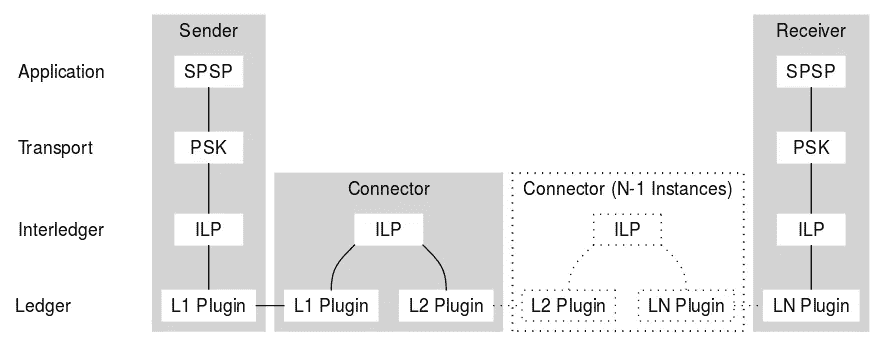 Sender
Receiver
Application
SPSP
SPSP
Transport
PSK
PSK
Connector
Connector (N-1 Instances)
Interledger
ILP
ILP
ILP
ILP
Ledger
L1 Plugin
L1 Plugin
L2 Plugin
L2 Plugin
LN Plugin
LN Plugin